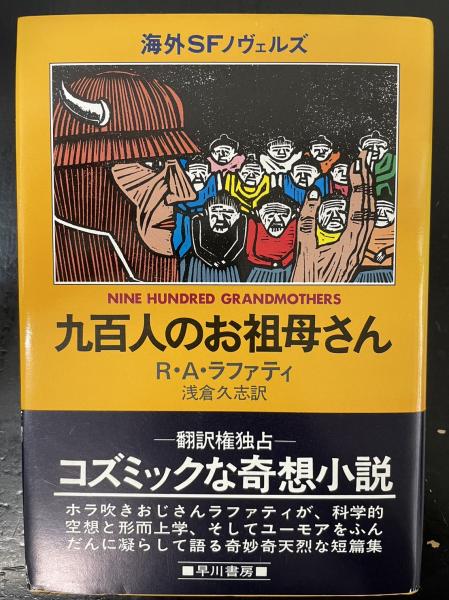 海外SFノヴェルズ
NINE HUNDRED GRANDMOTHERS
九百人のお祖母さん
R・A・ラファティ
浅倉久志訳
─翻訳権独占─
コズミックな奇想小説
ホラ吹きおじさんラファティが、科学的
空想と形而上学、そしてユーモアをふん
だんに凝らして語る奇妙奇天烈な短篇集
■早川書房■